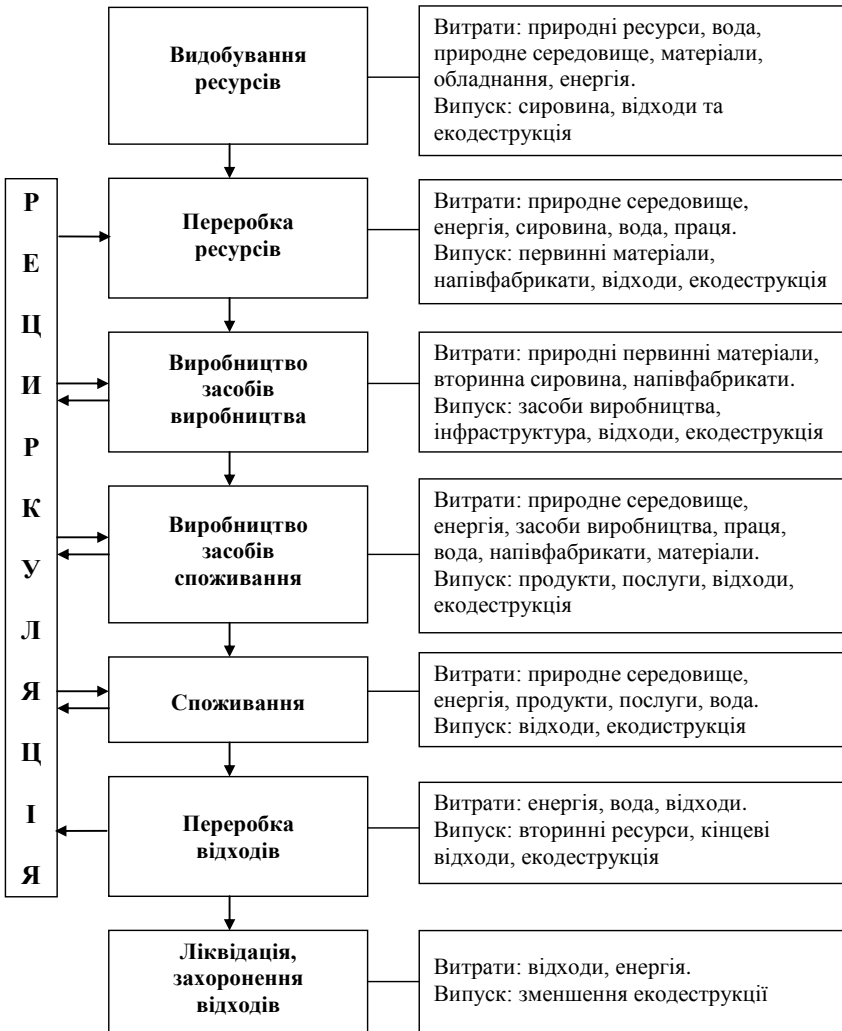 Видобування
ресурсів
Витрати: природні ресурси, вода,
природне середовище, матеріали,
обладнання, енергія.
Випуск: сировина, відходи та
екодеструкція
Р
Е
Ц
И
Р
К
У
Л
Я
Ц
І
Я
Переробка
ресурсів
Витрати: природне середовище,
енергія, сировина, вода, праця.
Випуск: первинні матеріали,
напівфабрикати, відходи, екодеструкція
Виробництво
засобів
виробництва
Витрати: природні первинні матеріали,
вторинна сировина, напівфабрикати.
Випуск: засоби виробництва,
інфраструктура, відходи, екодеструкція
Виробництво
засобів
споживання
Витрати: природне середовище,
енергія, засоби виробництва, праця,
вода, напівфабрикати, матеріали.
Випуск: продукти, послуги, відходи,
екодеструкція
Споживання
Витрати: природне середовище,
енергія, продукти, послуги, вода.
Випуск: відходи, екодиструкція
Переробка
відходів
Витрати: енергія, вода, відходи.
Випуск: вторинні ресурси, кінцеві
відходи, екодеструкція
Ліквідація,
захоронення
відходів
Витрати: відходи, енергія.
Випуск: зменшення екодеструкції